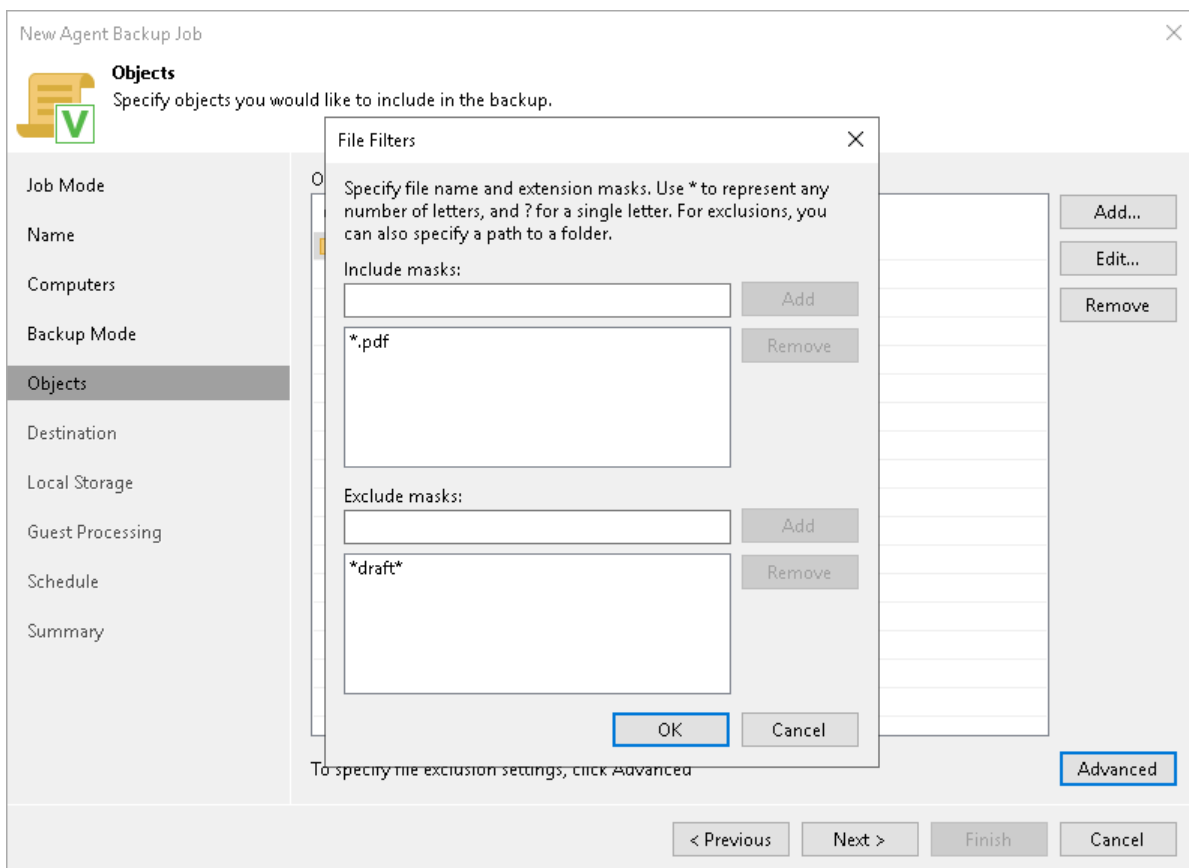 New Agent Backup Job
Objects
Specify objects you would like to include in the backup.
V
Job Mode
Name
Computers
Backup Mode
Objects
Destination
Local Storage
Guest Processing
Schedule
Summary
File Filters
Specify file name and extension masks. Use * to represent any
number of letters, and ? for a single letter. For exclusions, you
can also specify a path to a folder.
Include masks:
Add
*.pdf
Remove
Exclude masks:
Add
*draft*
Remove
OK
Cancel
Add...
Edit...
Remove
To specify file exclusion settings, click Advanced
Advanced
< Previous
Next >
Finish
Cancel